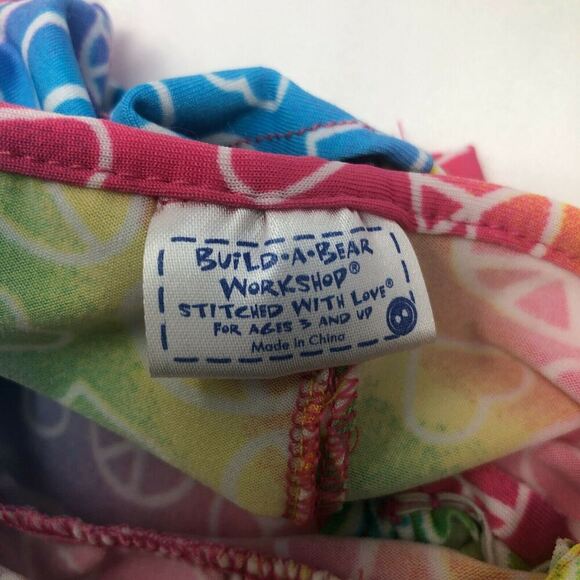 BUILD•A•BEAR
WORKSHOP®
STITCHED WITH LOVE®
FOR AGES 3 AND UP
Made in China